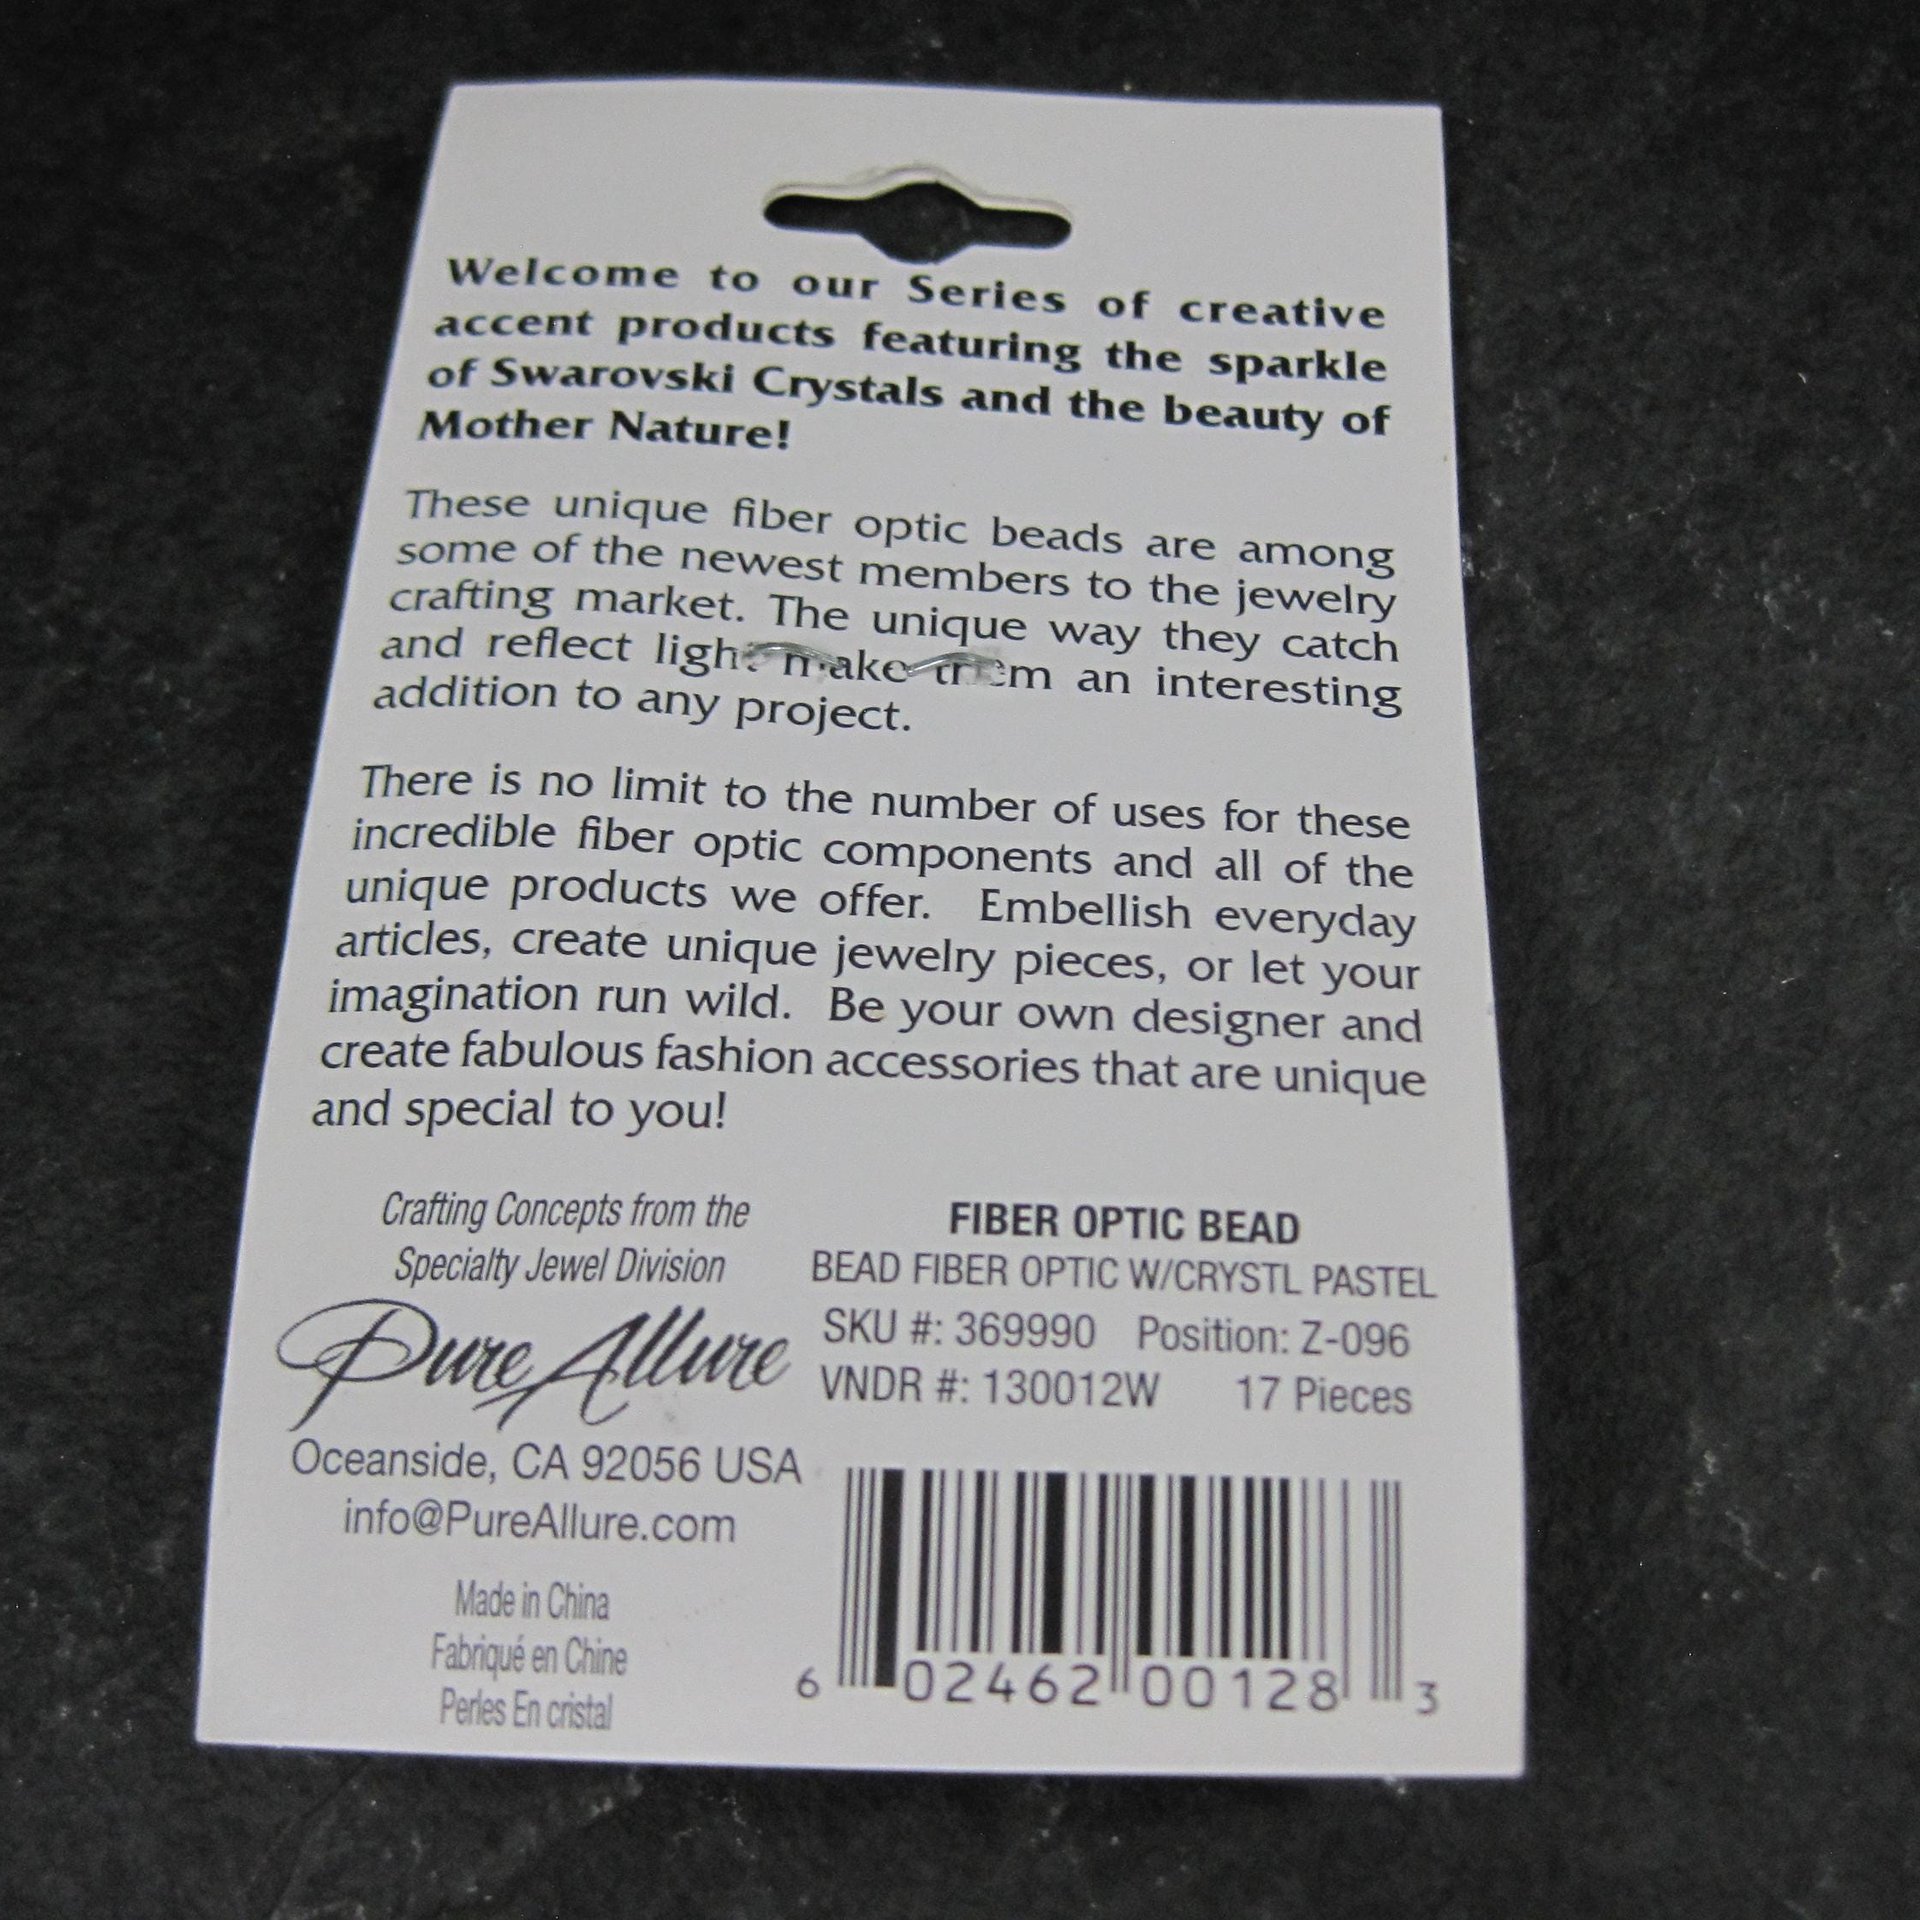 Welcome to our Series of creative
accent products featuring the sparkle
of Swarovski Crystals and the beauty of
Mother Nature!
These unique fiber optic beads are among
some of the newest members to the jewelry
crafting market. The unique way they catch
and reflect light make them an interesting
addition to any project.
There is no limit to the number of uses for these
incredible fiber optic components and all of the
unique products we offer. Embellish everyday
articles, create unique jewelry pieces, or let your
imagination run wild. Be your own designer and
create fabulous fashion accessories that are unique
and special to you!
Crafting Concepts from the
Specialty Jewel Division
Pure Allure
Oceanside, CA 92056 USA
info@PureAllure.com
Made in China
Fabriqué en Chine
Perles En cristal
FIBER OPTIC BEAD
BEAD FIBER OPTIC W/CRYSTL PASTEL
SKU #: 369990 Position: Z-096
VNDR #: 130012W 17 Pieces
6 02462 00128 3